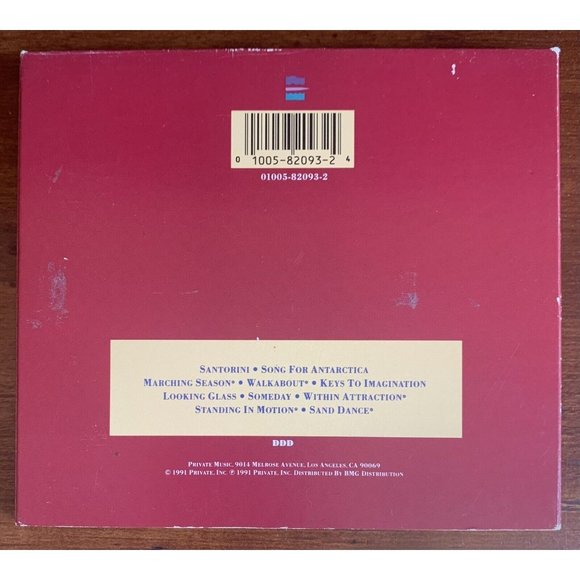 0 1005-82093-2 4
01005-82093-2
SANTORINI • SONG FOR ANTARCTICA
MARCHING SEASON* • WALKABOUT* • KEYS TO IMAGINATION
LOOKING GLASS • SOMEDAY • WITHIN ATTRACTION*
STANDING IN MOTION* • SAND DANCE*
DDD
PRIVATE MUSIC, 9014 MELROSE AVENUE, LOS ANGELES, CA 90069
© 1991 PRIVATE, INC ℗ 1991 PRIVATE, INC. DISTRIBUTED BY BMG DISTRIBUTION